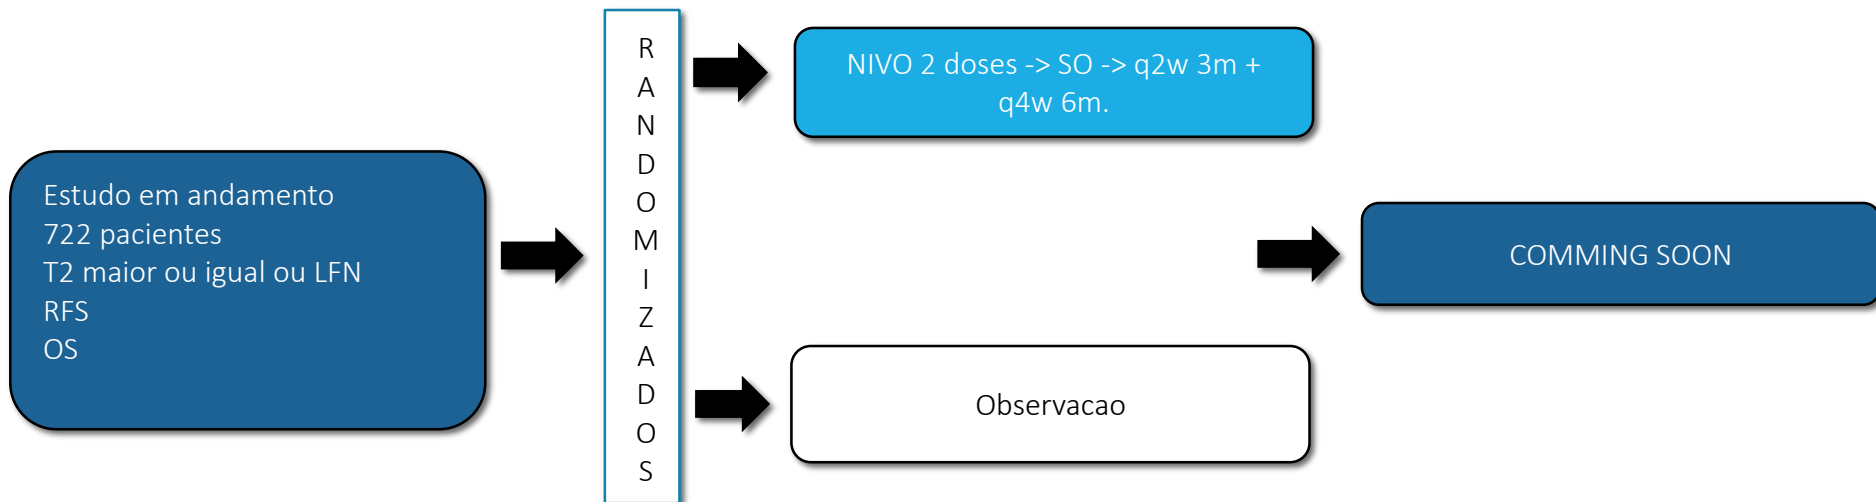 Estudo em andamento
722 pacientes
T2 maior ou igual ou LFN
RFS
OS
R
A
N
D
O
M
I
Z
A
D
O
S
NIVO 2 doses -> SO -> q2w 3m +
q4w 6m.
Observacao
COMMING SOON